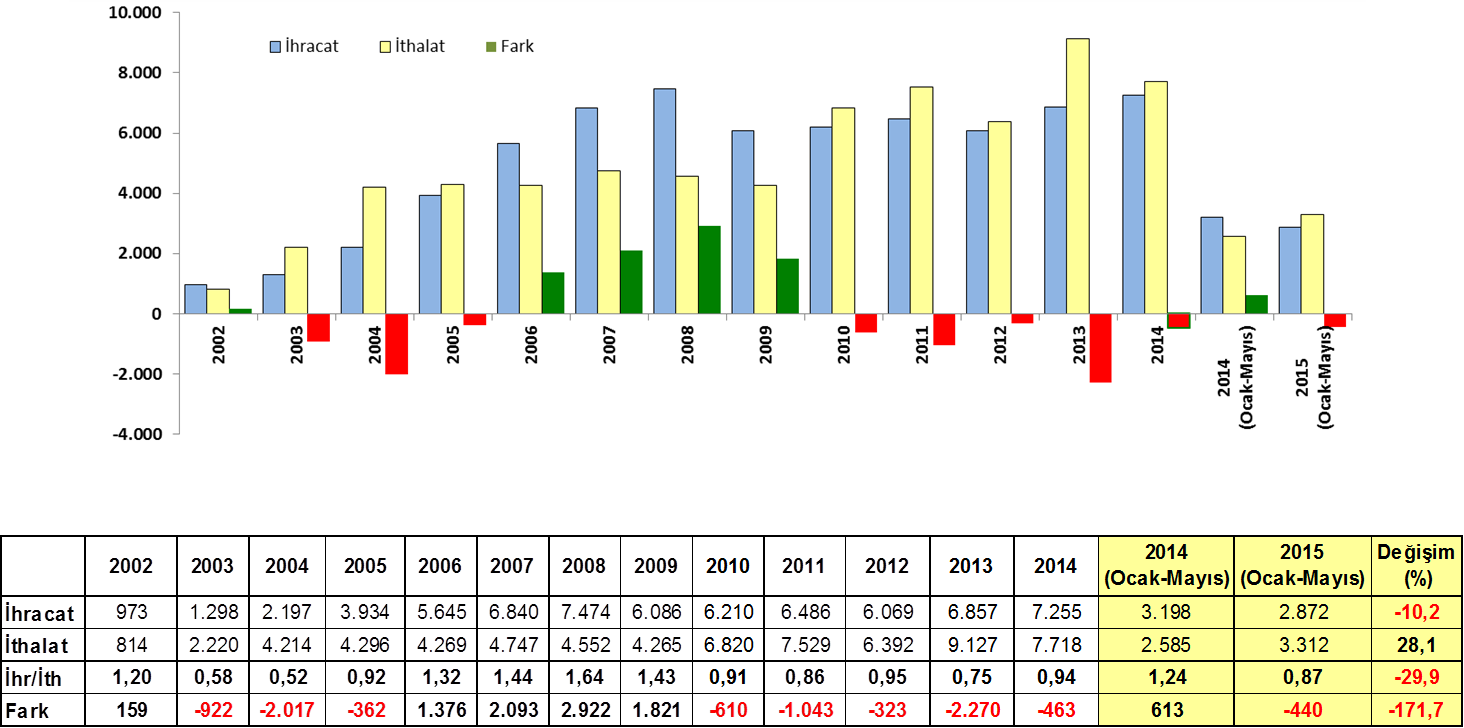 10.000
8.000
6.000
4.000
2.000
0
-2.000
-4.000
İhracat İthalat Fark
2002 2003 2004 2005 2006 2007 2008 2009 2010 2011 2012 2013 2014 2014 (Ocak-Mayıs) 2015 (Ocak-Mayıs)
2002 2003 2004 2005 2006 2007 2008 2009 2010 2011 2012 2013 2014 2014 (Ocak-Mayıs) 2015 (Ocak-Mayıs) Değişim (%)
İhracat 973 1.298 2.197 3.934 5.645 6.840 7.474 6.086 6.210 6.486 6.069 6.857 7.255 3.198 2.872 -10,2
İthalat 814 2.220 4.214 4.296 4.269 4.747 4.552 4.265 6.820 7.529 6.392 9.127 7.718 2.585 3.312 28,1
İhr/İth 1,20 0,58 0,52 0,92 1,32 1,44 1,64 1,43 0,91 0,86 0,95 0,75 0,94 1,24 0,87 -29,9
Fark 159 -922 -2.017 -362 1.376 2.093 2.922 1.821 -610 -1.043 -323 -2.270 -463 613 -440 -171,7